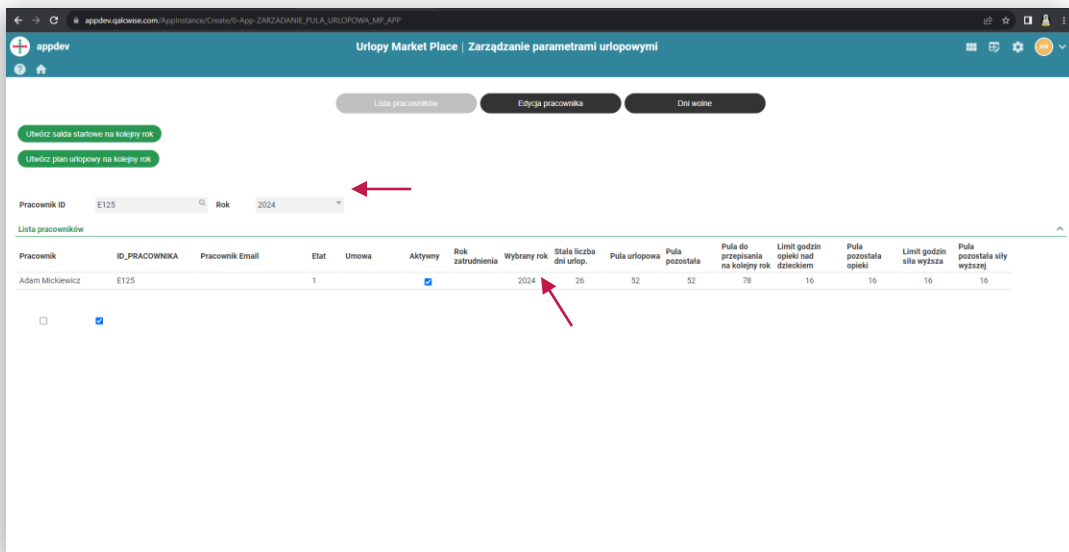 appdev.qalcwise.com/AppInstance/Create/0-App-ZARZADANIE_PULA_URLOPOWA_MP_APP
appdev
Urlopy Market Place | Zarządzanie parametrami urlopowymi
AN
Lista pracowników
Edycja pracownika
Dni wolne
Utwórz salda startowe na kolejny rok
Utwórz plan urlopowy na kolejny rok
Pracownik ID E125 Rok 2024
Lista pracowników
Pracownik ID_PRACOWNIKA Pracownik Email Etat Umowa Aktywny Rok zatrudnienia Wybrany rok Stała liczba dni urlop. Pula urlopowa Pula pozostała Pula do przepisania na kolejny rok Limit godzin opieki nad dzieckiem Pula pozostała opieki Limit godzin siła wyższa Pula pozostała siły wyższej
Adam Mickiewicz E125 1 2024 26 52 52 78 16 16 16 16